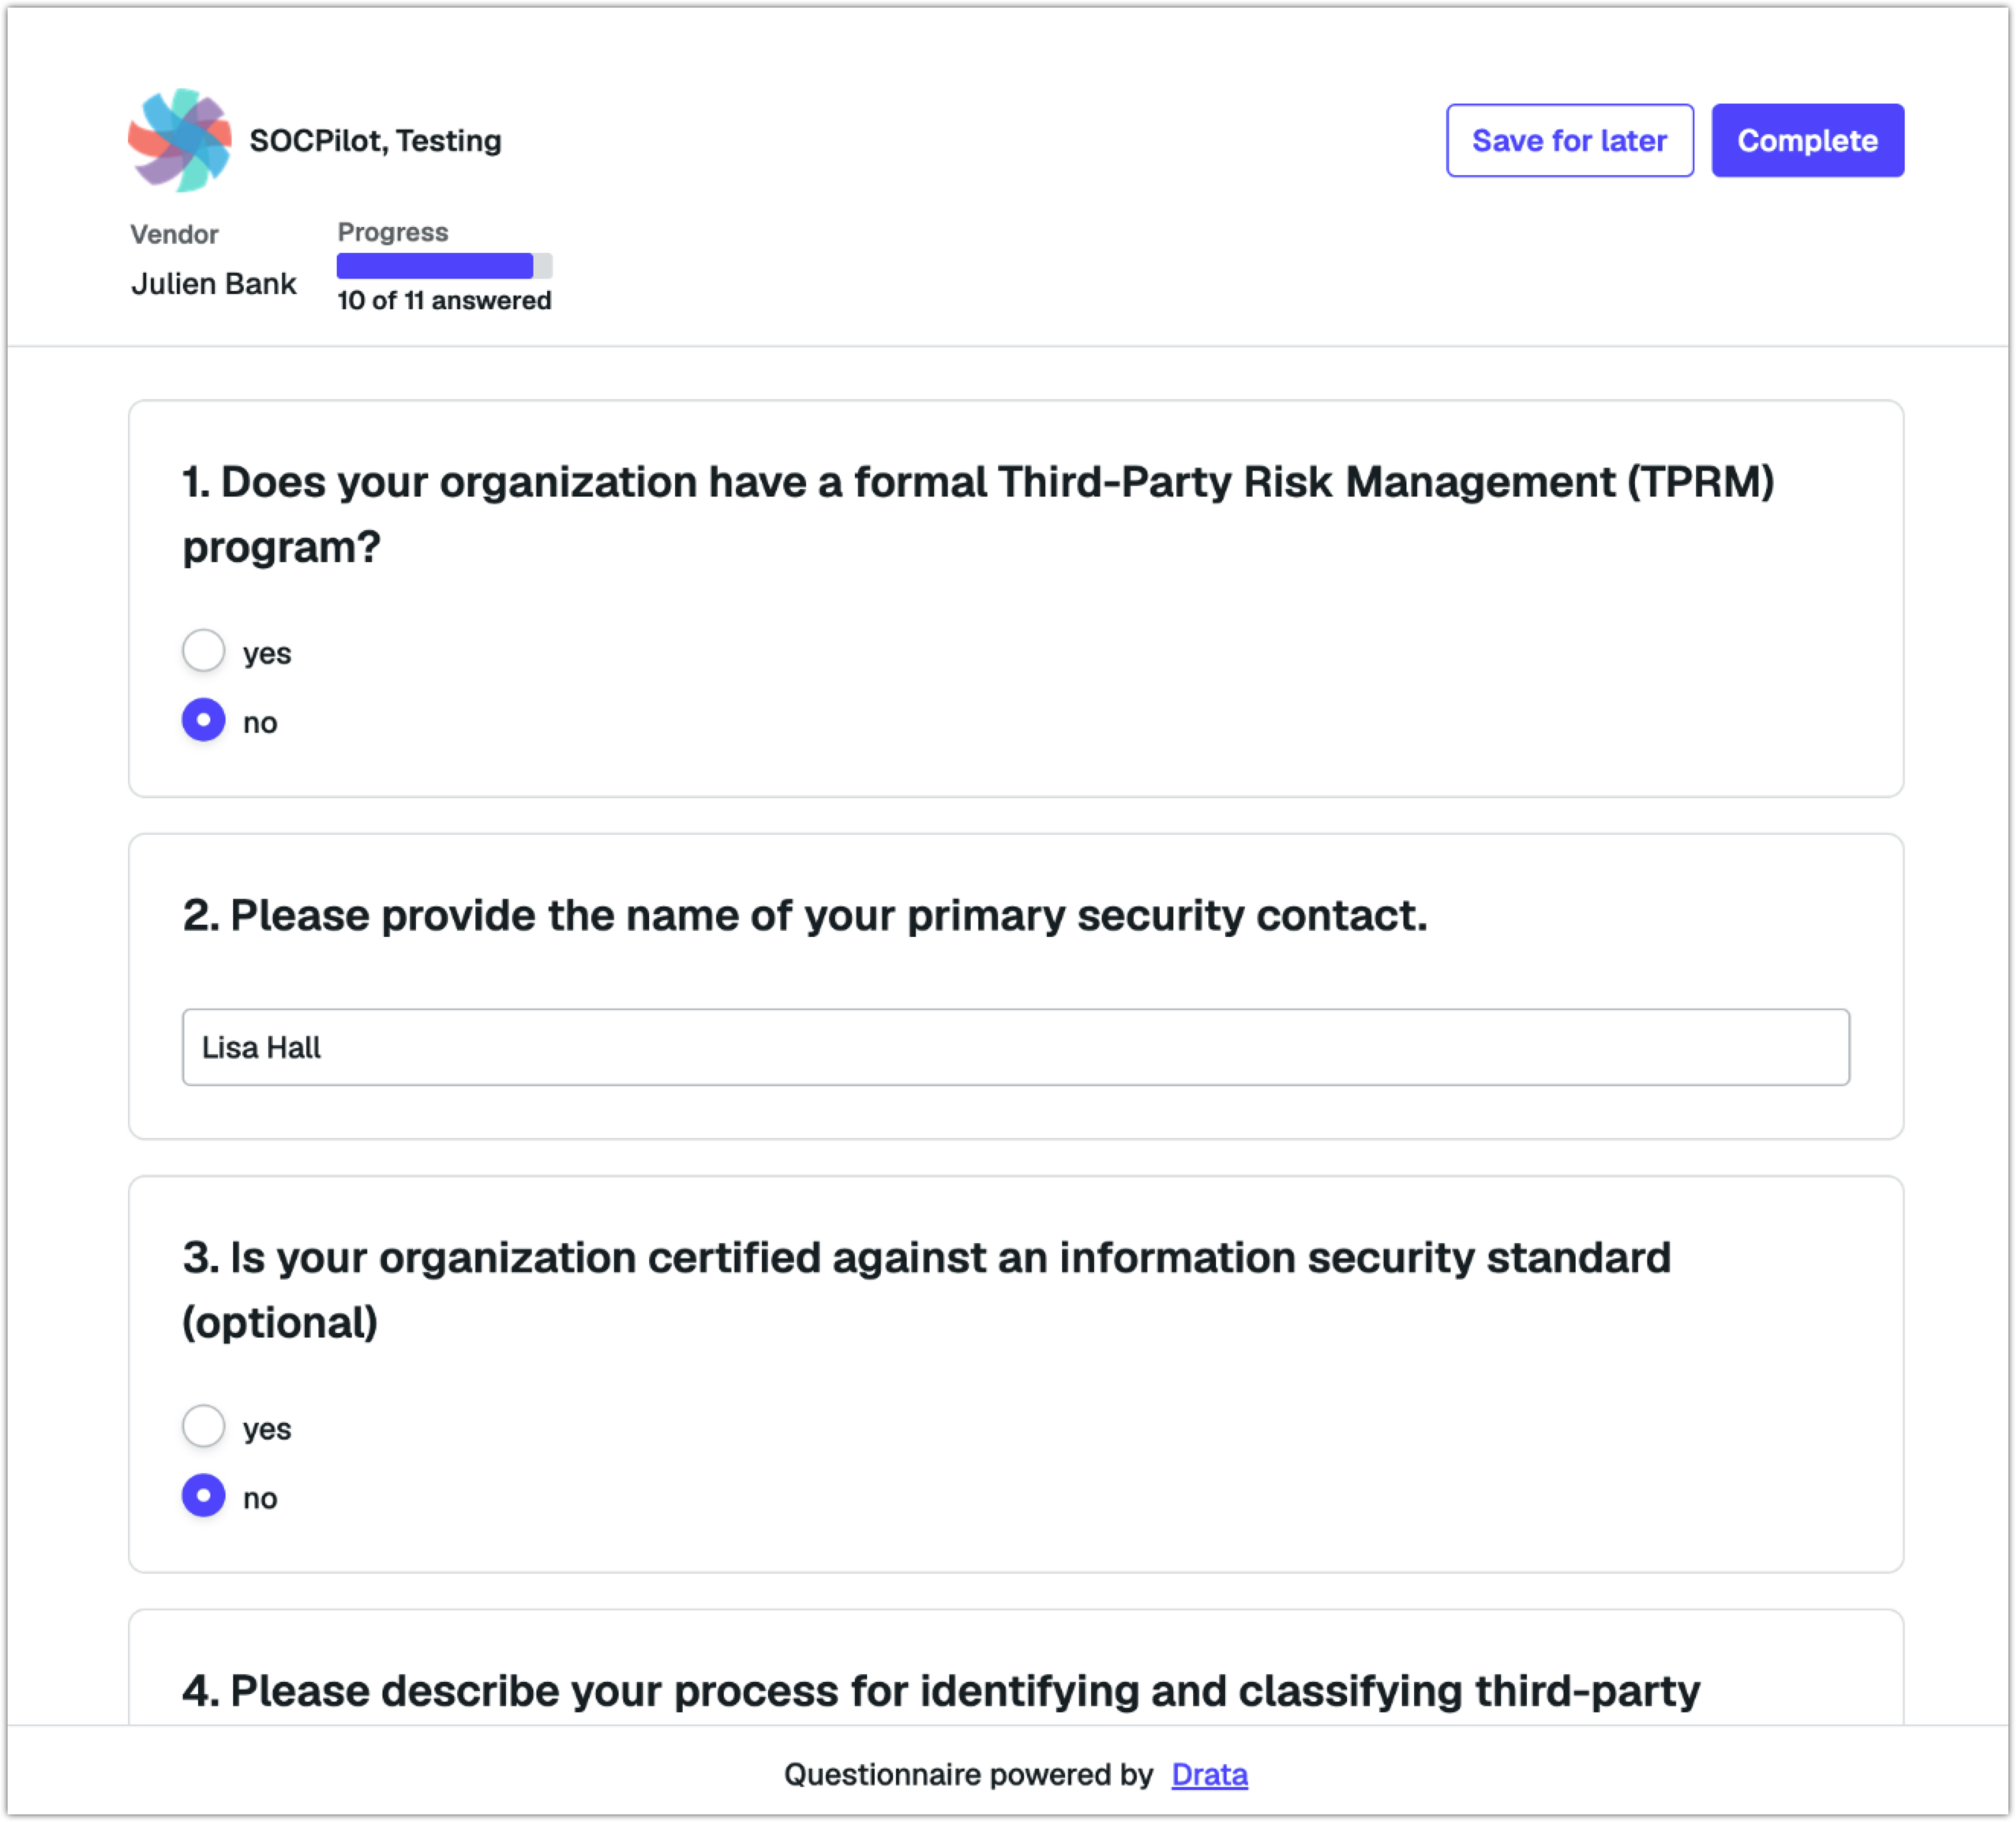 SOCPilot, Testing
Save for later
Complete
Vendor
Progress
Julien Bank
10 of 11 answered
1. Does your organization have a formal Third-Party Risk Management (TPRM)
program?
yes
no
2. Please provide the name of your primary security contact.
Lisa Hall
3. Is your organization certified against an information security standard
(optional)
yes
no
4. Please describe your process for identifying and classifying third-party
Questionnaire powered by Drata